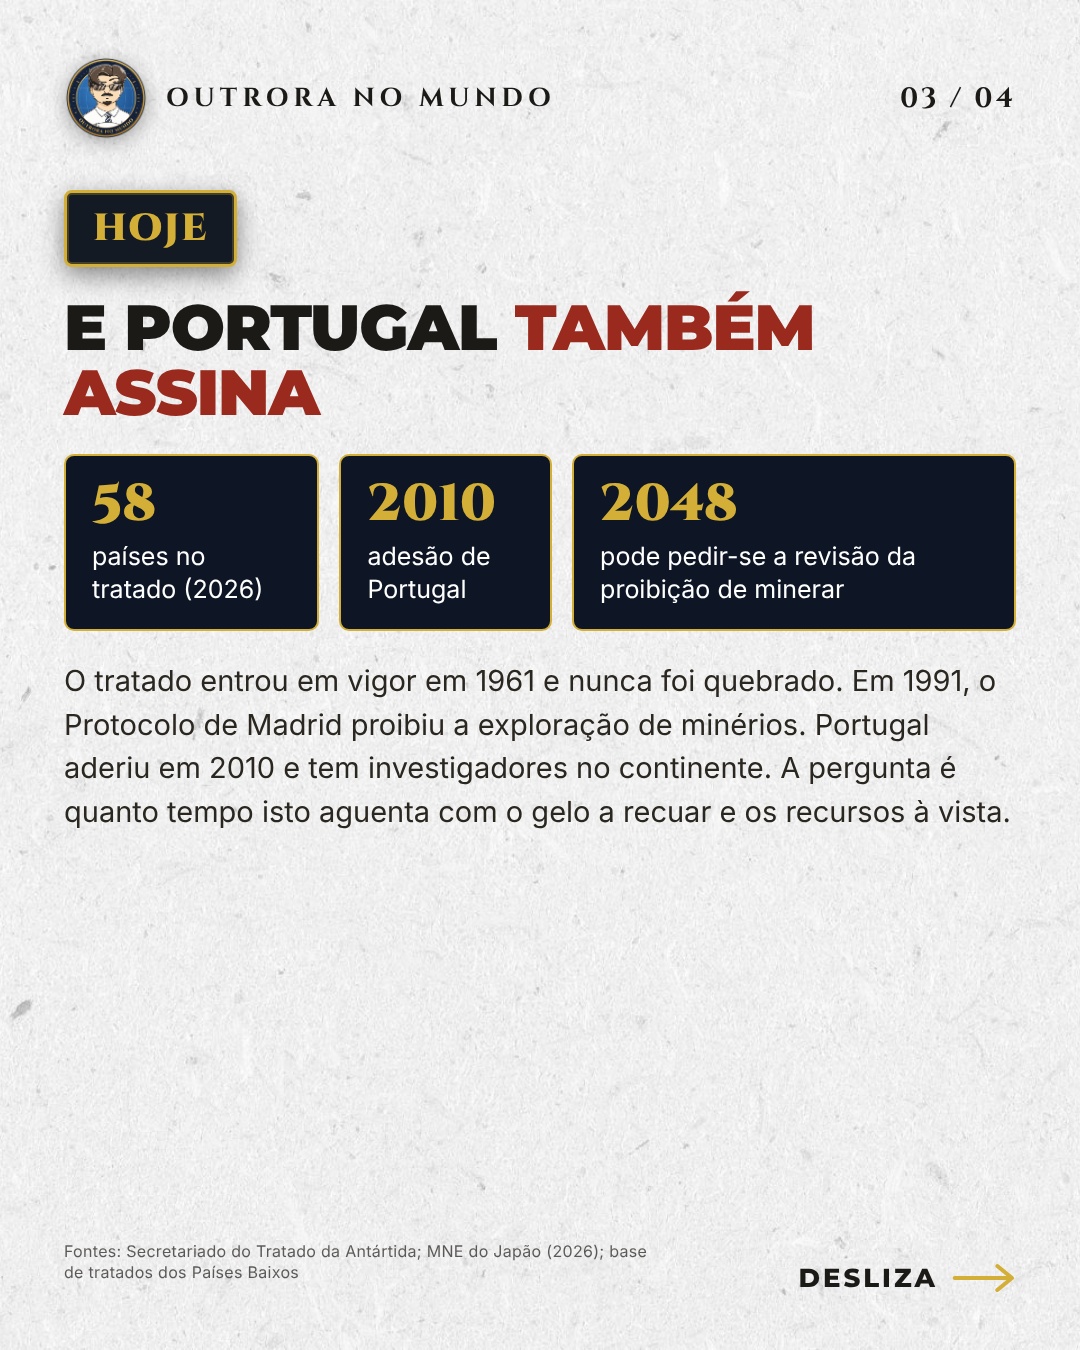 OUTRORA NO MUNDO
03 / 04
HOJE
E PORTUGAL TAMBÉM
ASSINA
58
países no
tratado (2026)
2010
adesão de
Portugal
2048
pode pedir-se a revisão da
proibição de minerar
O tratado entrou em vigor em 1961 e nunca foi quebrado. Em 1991, o
Protocolo de Madrid proibiu a exploração de minérios. Portugal
aderiu em 2010 e tem investigadores no continente. A pergunta é
quanto tempo isto aguenta com o gelo a recuar e os recursos à vista.
Fontes: Secretariado do Tratado da Antártida; MNE do Japão (2026); base
de tratados dos Países Baixos
DESLIZA